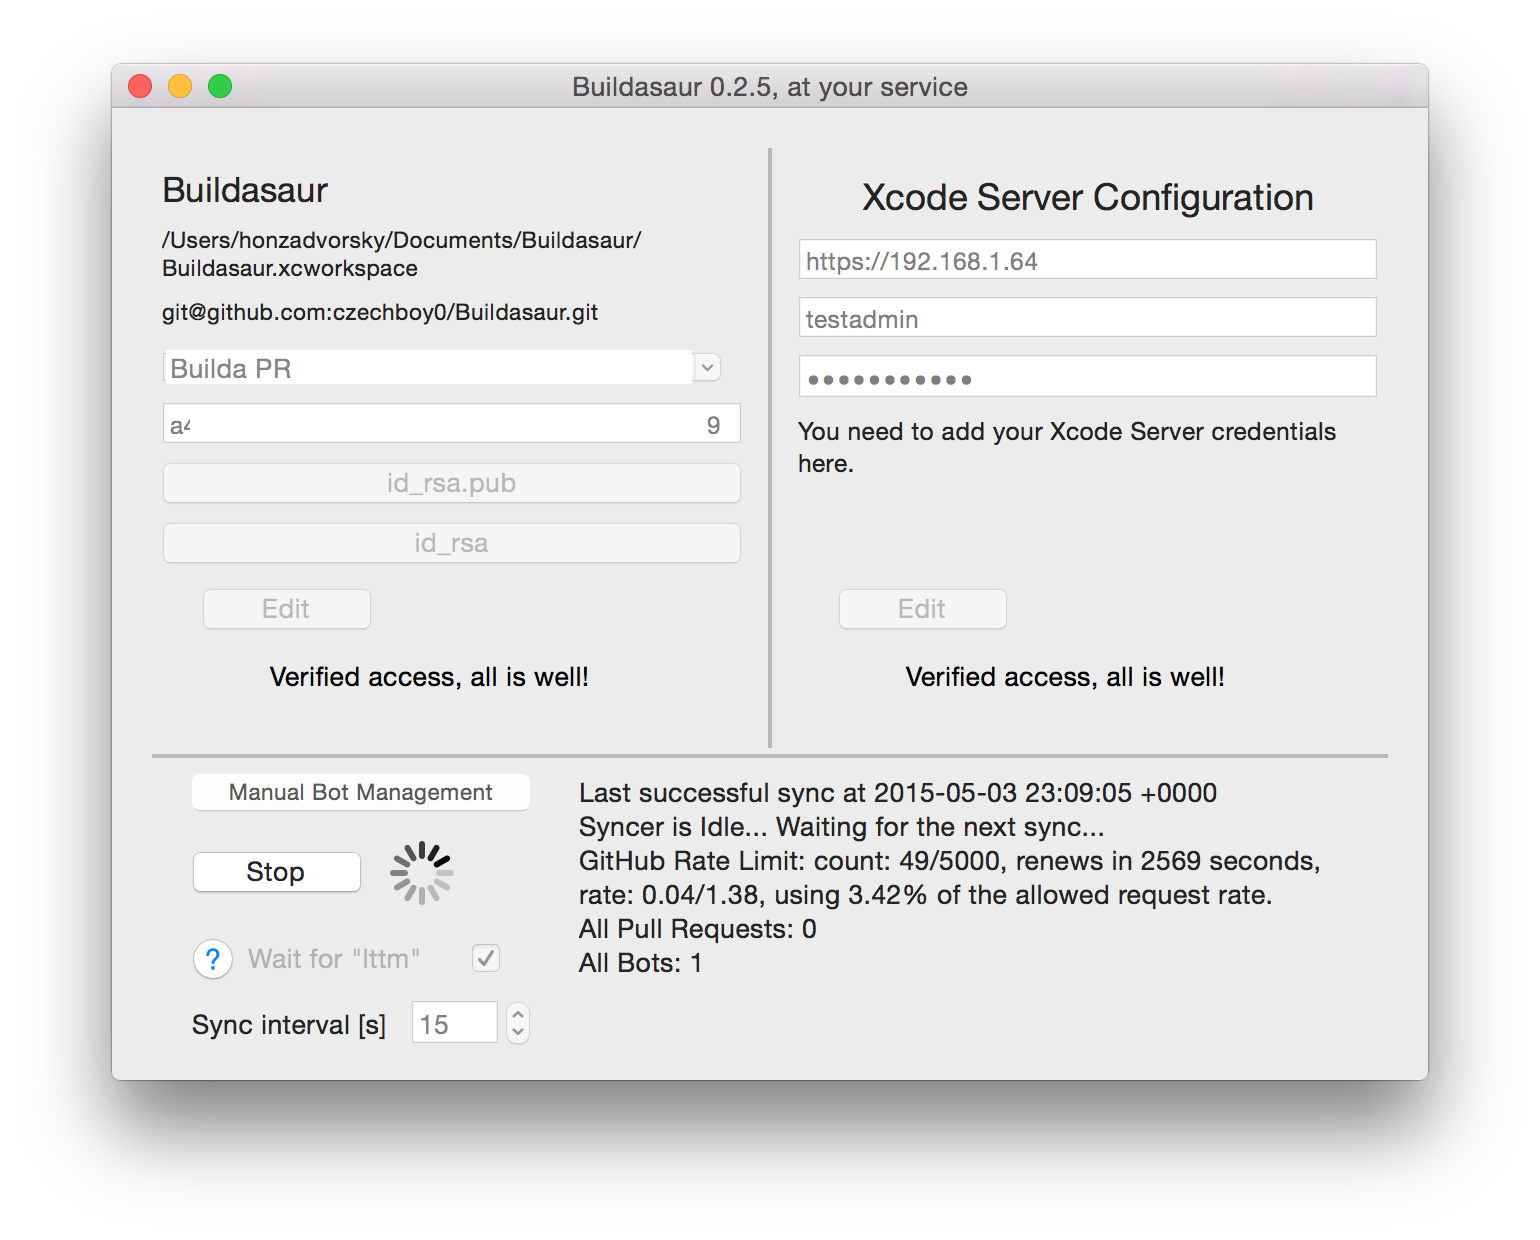 Buildasaur 0.2.5, at your service
Buildasaur
/Users/honzadvorsky/Documents/Buildasaur/
Buildasaur.xcworkspace
git@github.com:czechboy0/Buildasaur.git
Builda PR
a4 9
id_rsa.pub
id_rsa
Edit
Verified access, all is well!
Xcode Server Configuration
https://192.168.1.64
testadmin
●●●●●●●●●●●
You need to add your Xcode Server credentials
here.
Edit
Verified access, all is well!
Manual Bot Management
Stop
? Wait for "lttm"
Sync interval [s] 15
Last successful sync at 2015-05-03 23:09:05 +0000
Syncer is Idle... Waiting for the next sync...
GitHub Rate Limit: count: 49/5000, renews in 2569 seconds,
rate: 0.04/1.38, using 3.42% of the allowed request rate.
All Pull Requests: 0
All Bots: 1